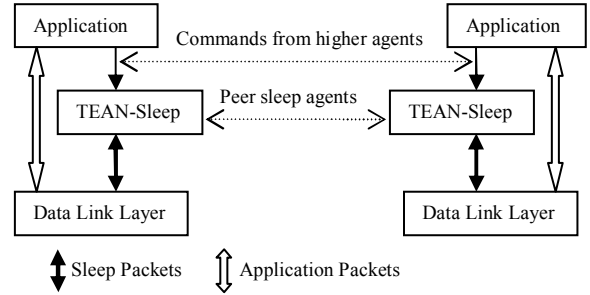 Application
Application
Commands from higher agents
Peer sleep agents
TEAN-Sleep
TEAN-Sleep
Data Link Layer
Data Link Layer
Sleep Packets
Application Packets